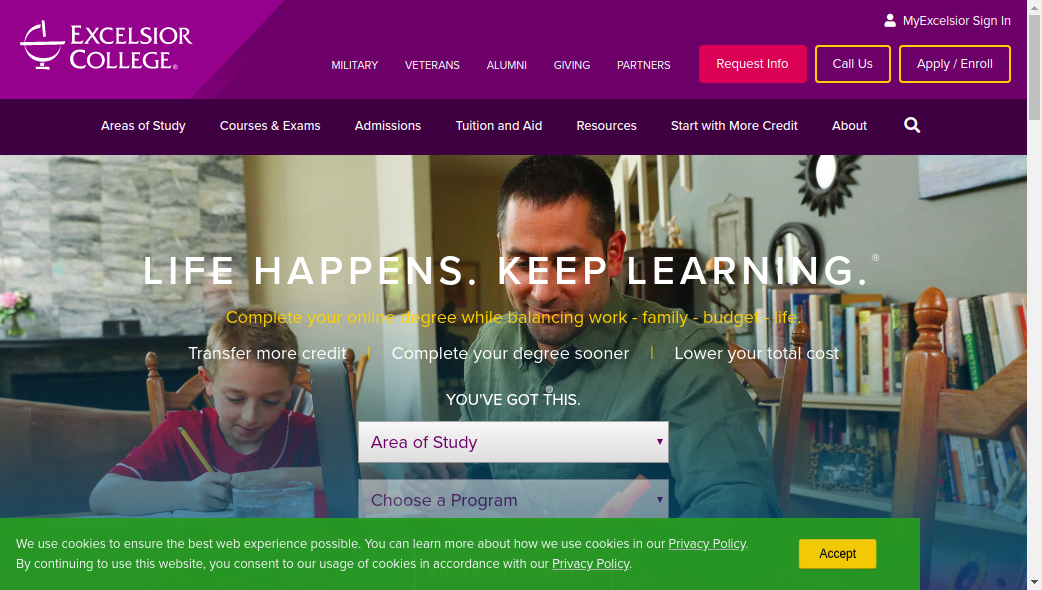 MyExcelsior Sign In
EXCELSIOR
COLLEGE®
MILITARY VETERANS ALUMNI GIVING PARTNERS Request Info Call Us Apply / Enroll
Areas of Study Courses & Exams Admissions Tuition and Aid Resources Start with More Credit About
LIFE HAPPENS. KEEP LEARNING.®
Complete your online degree while balancing work - family - budget - life.
Transfer more credit | Complete your degree sooner | Lower your total cost
YOU'VE GOT THIS.
Area of Study
Choose a Program
We use cookies to ensure the best web experience possible. You can learn more about how we use cookies in our Privacy Policy.
By continuing to use this website, you consent to our usage of cookies in accordance with our Privacy Policy.
Accept